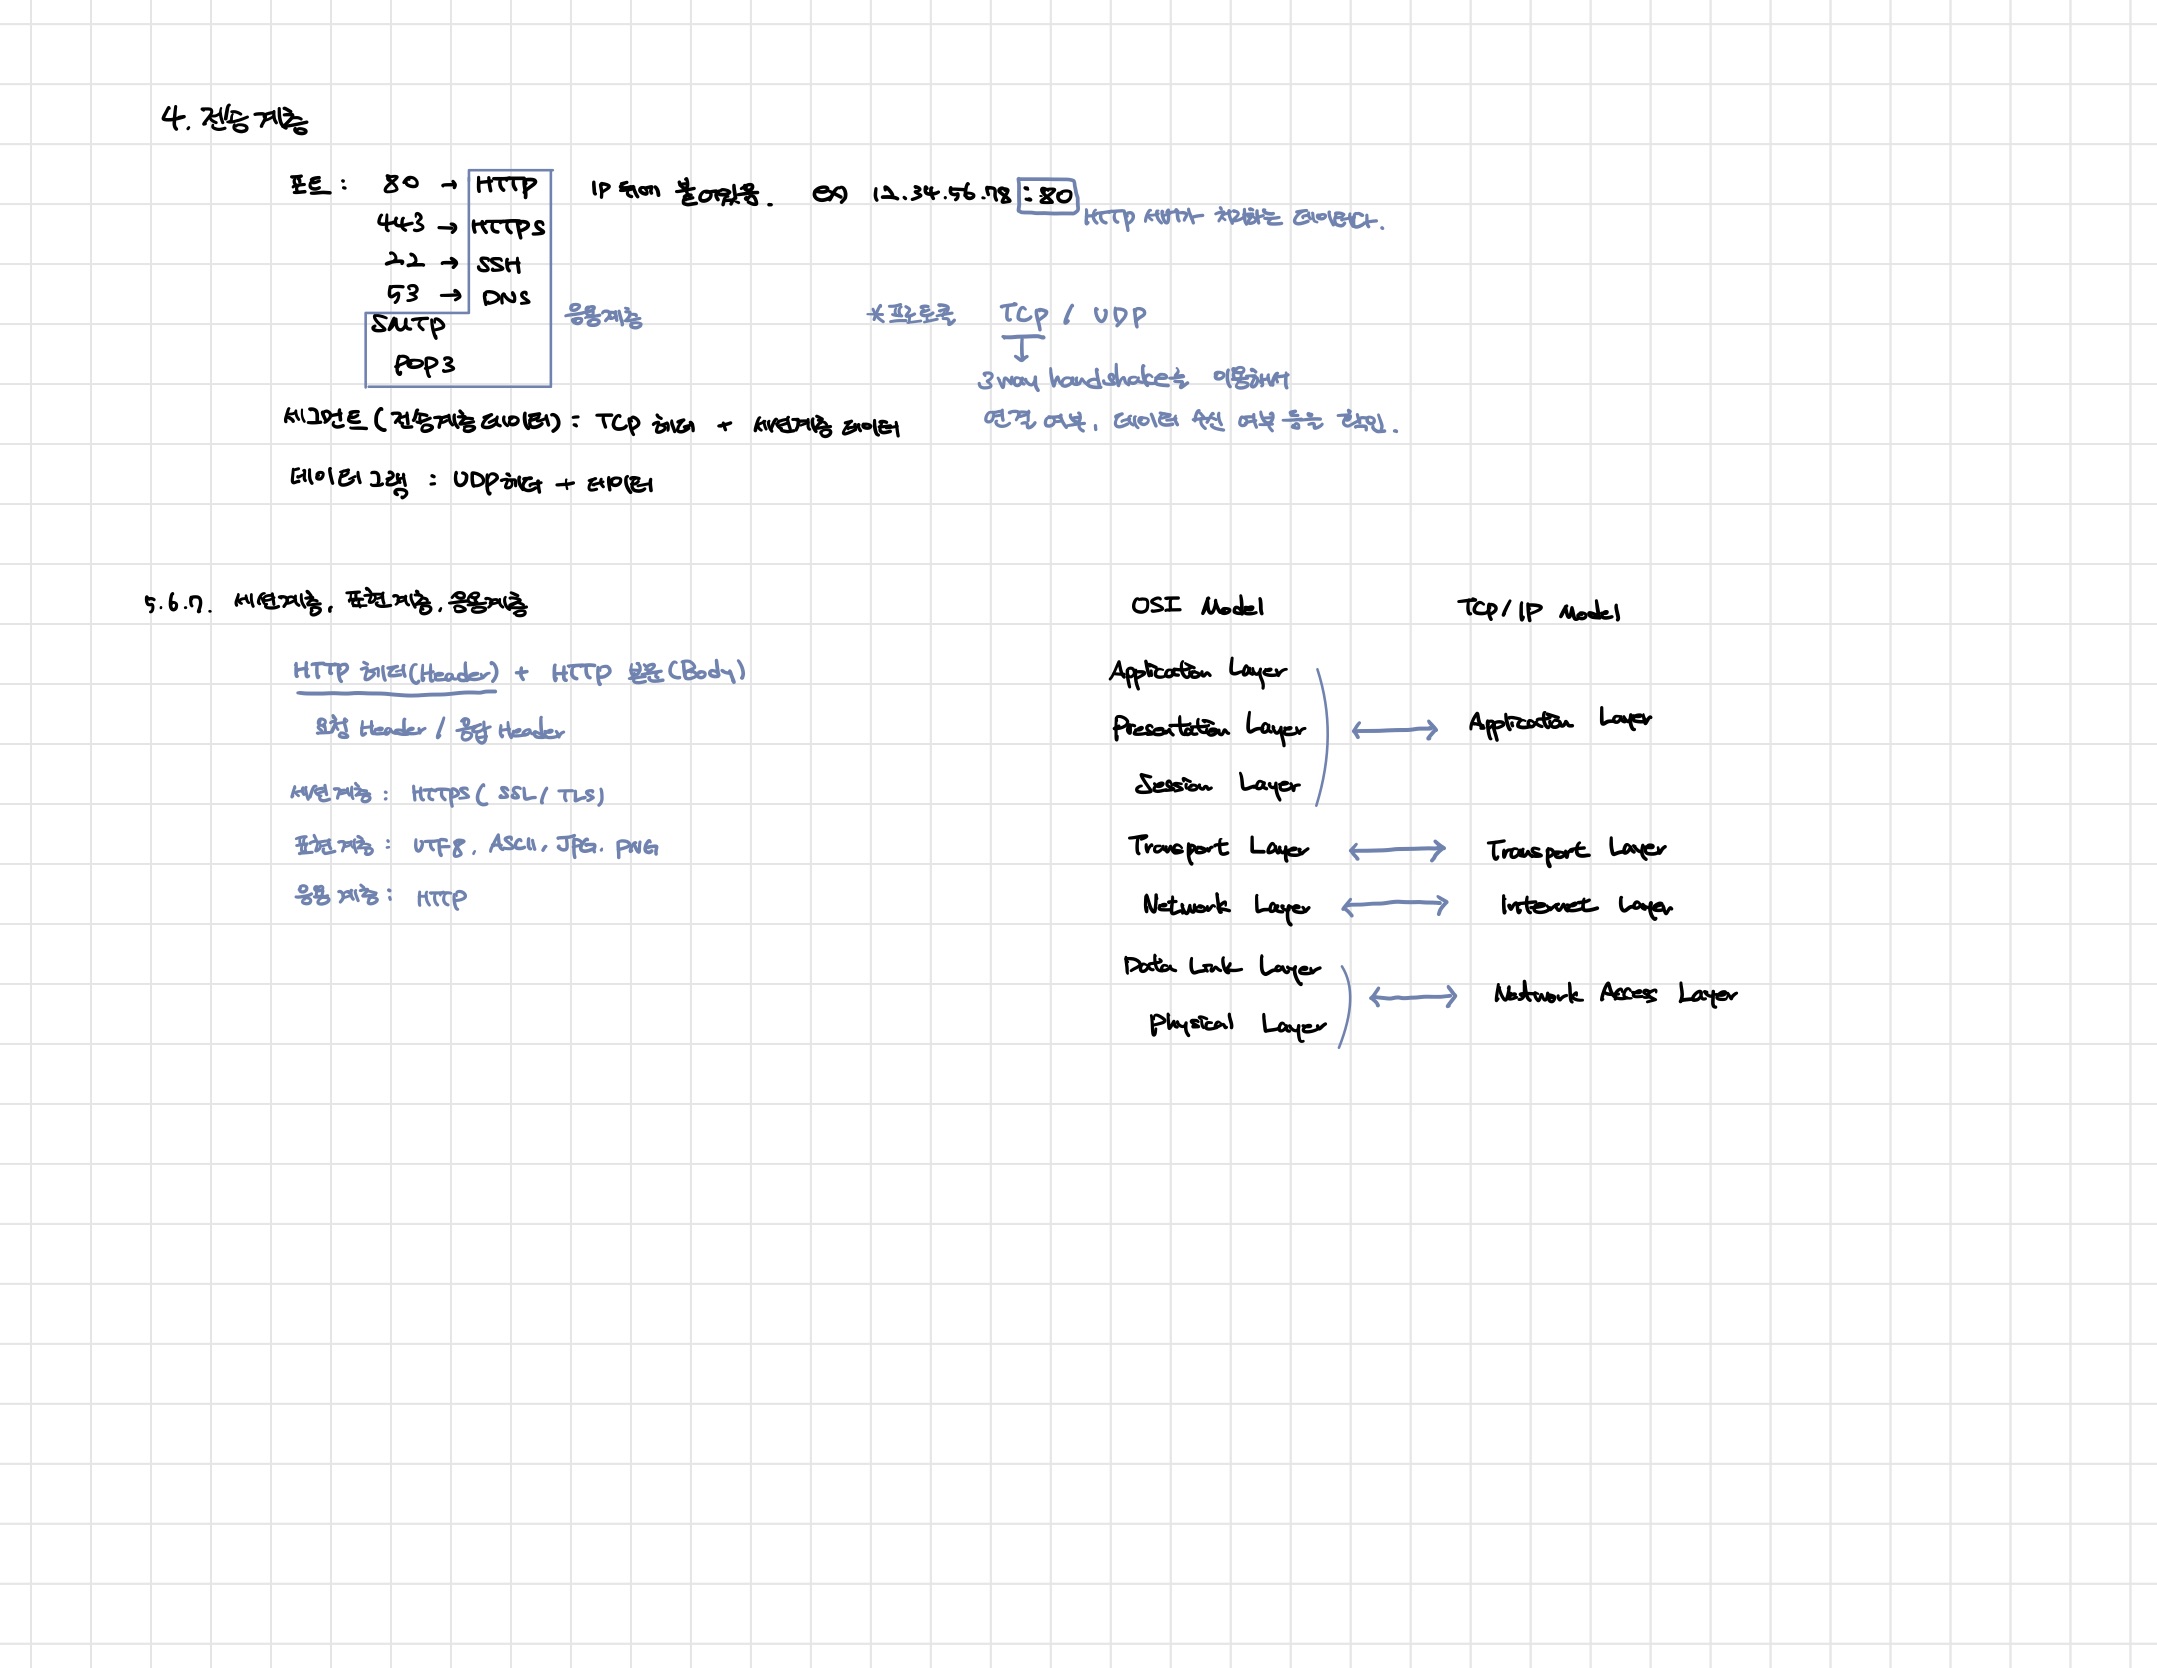 4. 전송계층
포트 : 80 → HTTP IP 뒤에 붙어있음. ex) 12.34.56.78 :80
HTTP 서버가 처리하는 데이터다.
443 → HTTPS
22 → SSH
53 → DNS
SMTP
POP3
응용계층
*프로토콜 TCP / UDP
↓
3way handshake를 이용해서
연결 여부, 데이터 수신 여부 등을 확인.
세그먼트 (전송계층 데이터) : TCP 헤더 + 세션계층 데이터
데이터그램 : UDP헤더 + 데이터
5.6.7. 세션계층, 표현계층, 응용계층
HTTP 헤더(Header) + HTTP 본문(Body)
요청 Header / 응답 Header
세션계층 : HTTPS ( SSL / TLS)
표현계층 : UTF8, ASCII, JPG, PNG
응용계층 : HTTP
OSI Model TCP/IP Model
Application Layer
Presentation Layer ↔ Application Layer
Session Layer
Transport Layer ↔ Transport Layer
Network Layer ↔ Internet Layer
Data Link Layer
↔ Network Access Layer
Physical Layer